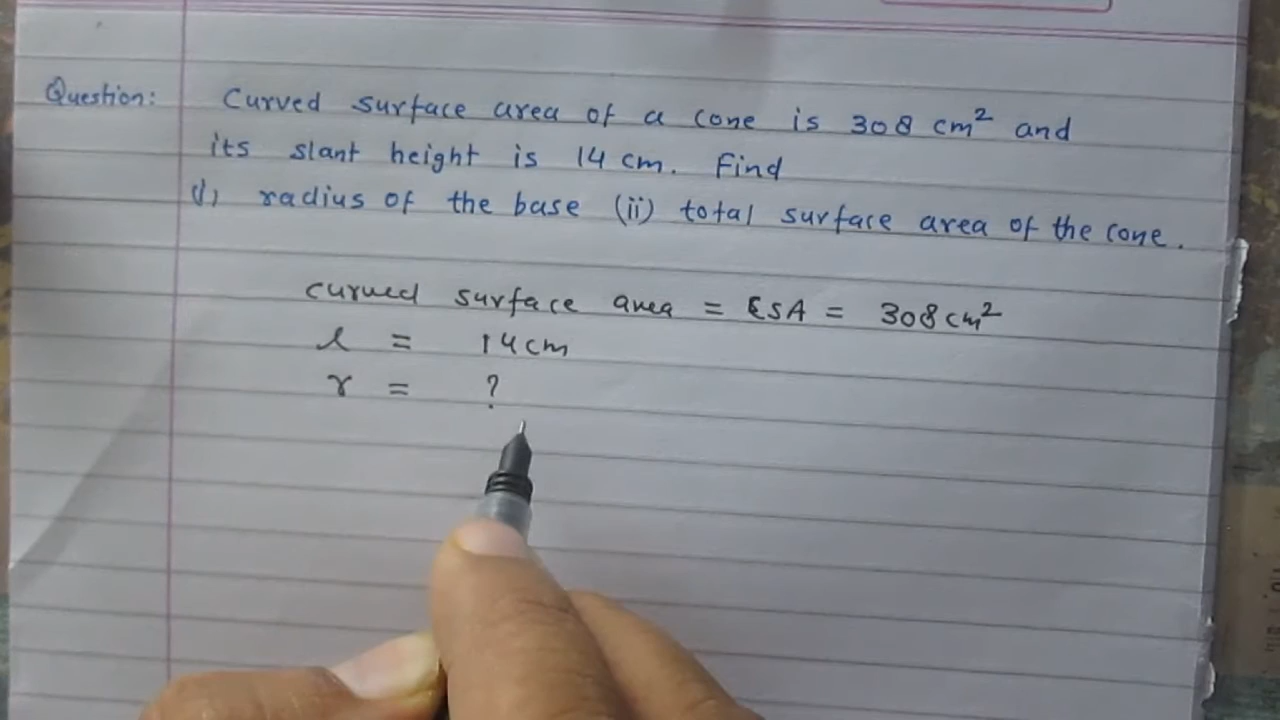 Question: Curved surface area of a cone is 308 cm² and
its slant height is 14 cm. Find
(i) radius of the base (ii) total surface area of the cone.
curved surface area = CSA = 308 cm²
l = 14 cm
r = ?